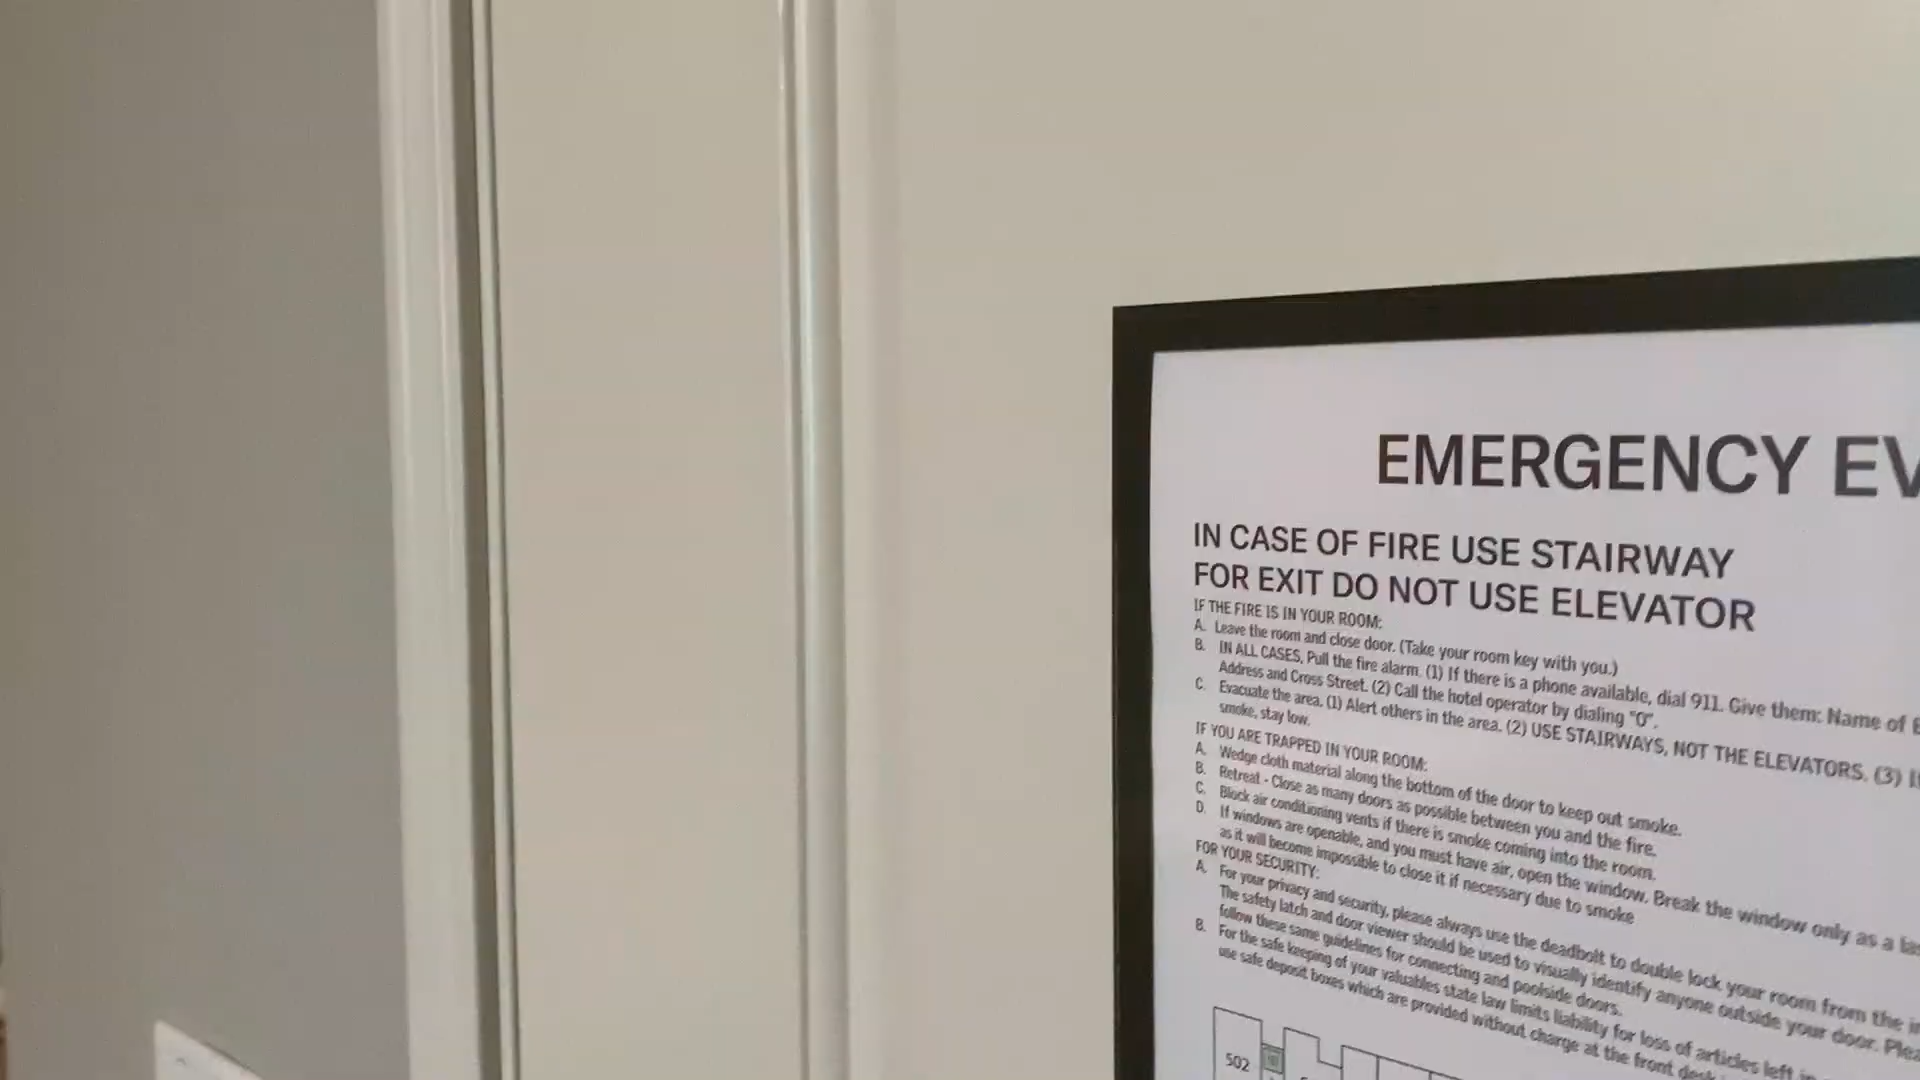 EMERGENCY EV
IN CASE OF FIRE USE STAIRWAY
FOR EXIT DO NOT USE ELEVATOR
IF THE FIRE IS IN YOUR ROOM:
A. Leave the room and close door. (Take your room key with you.)
B. IN ALL CASES, Pull the fire alarm. (1) If there is a phone available, dial 911. Give them: Name of
Address and Cross Street. (2) Call the hotel operator by dialing "0".
C. Evacuate the area. (1) Alert others in the area. (2) USE STAIRWAYS, NOT THE ELEVATORS. (3)
smoke, stay low.
IF YOU ARE TRAPPED IN YOUR ROOM:
A. Wedge cloth material along the bottom of the door to keep out smoke.
B. Retreat - Close as many doors as possible between you and the fire.
C. Block air conditioning vents if there is smoke coming into the room.
D. If windows are openable, and you must have air, open the window. Break the window only as a
as it will become impossible to close it if necessary due to smoke
FOR YOUR SECURITY:
A. For your privacy and security, please always use the deadbolt to double lock your room from the
The safety latch and door viewer should be used to visually identify anyone outside your door.
follow these same guidelines for connecting and poolside doors.
B. For the safe keeping of your valuables state law limits liability for loss of articles left
use safe deposit boxes which are provided without charge at the front
502